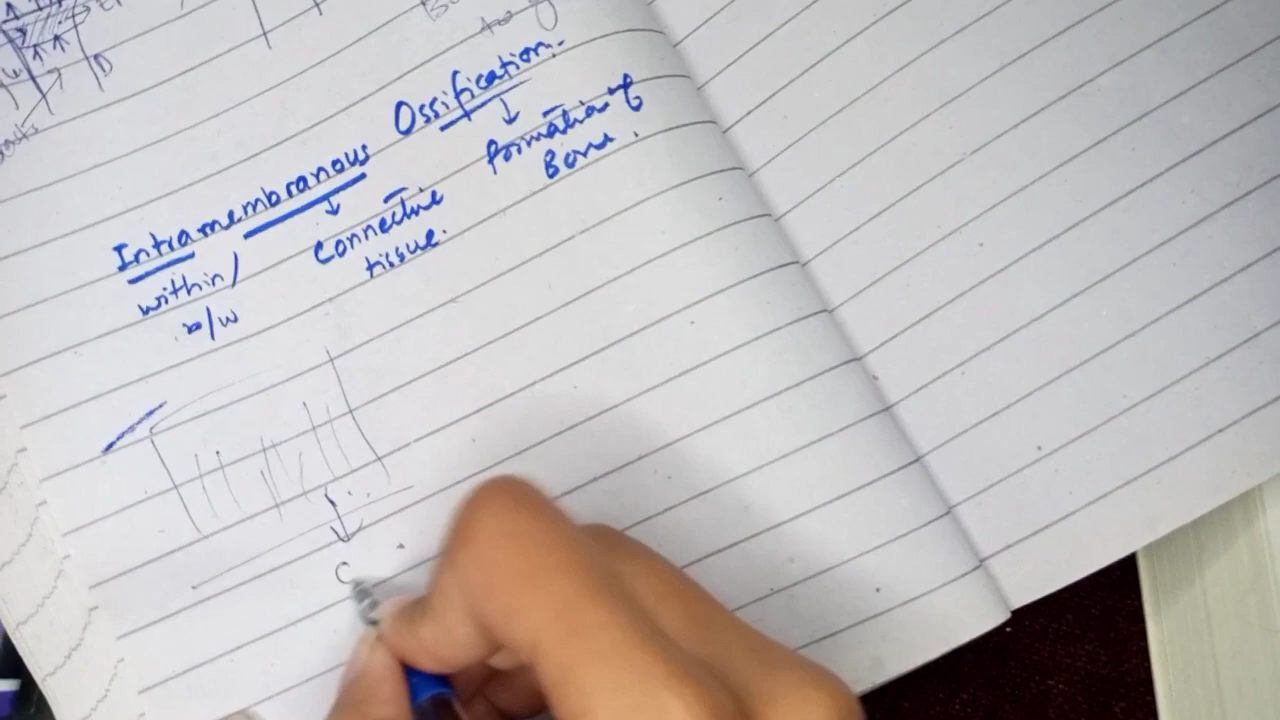 D
Intramembranous Ossification.
within/
b/w
Connective
tissue.
Formation of
Bone.
C